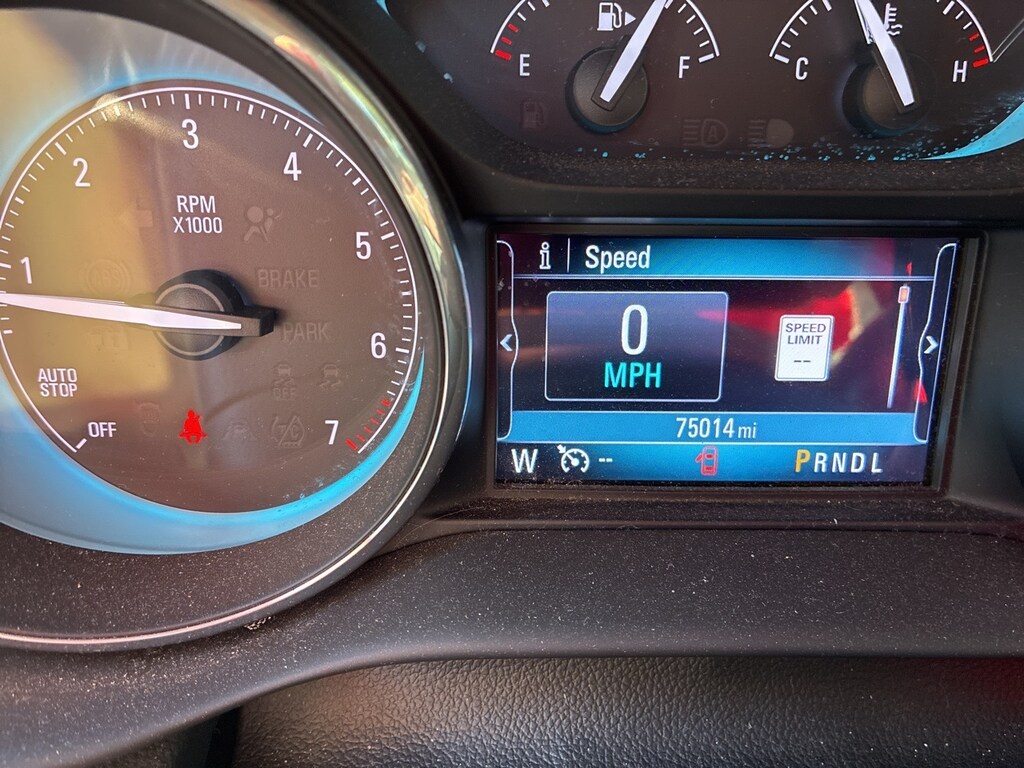 E
F
C
H
1
2
3
4
5
6
7
RPM
X1000
BRAKE
PARK
OFF
AUTO
STOP
OFF
i Speed
0
MPH
SPEED
LIMIT
--
75014 mi
W -- PRNDL